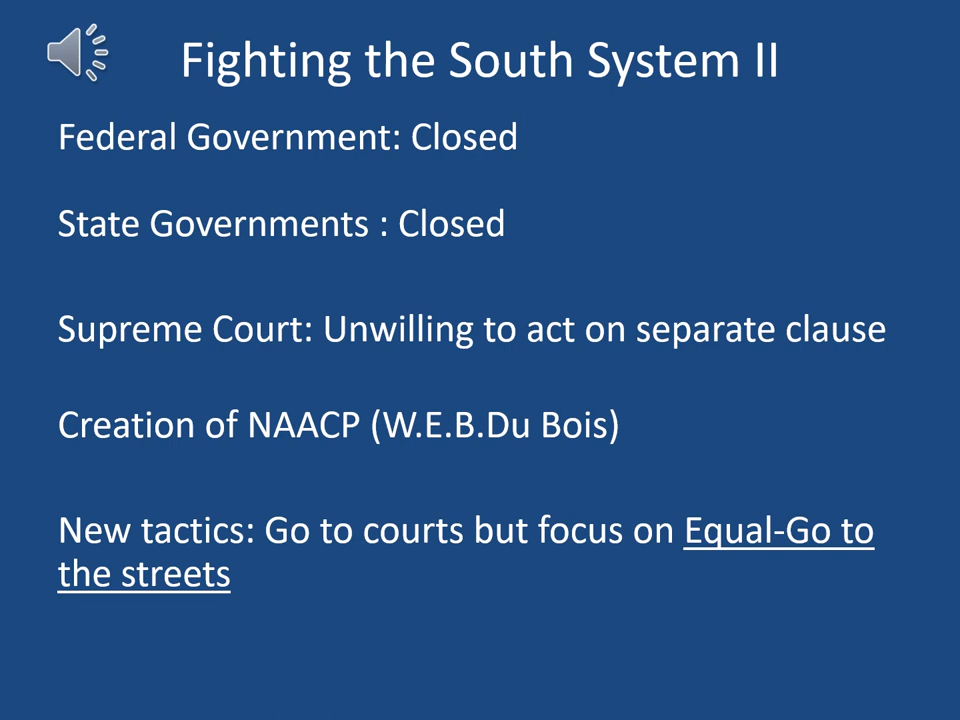 Fighting the South System II
Federal Government: Closed
State Governments : Closed
Supreme Court: Unwilling to act on separate clause
Creation of NAACP (W.E.B.Du Bois)
New tactics: Go to courts but focus on Equal-Go to
the streets